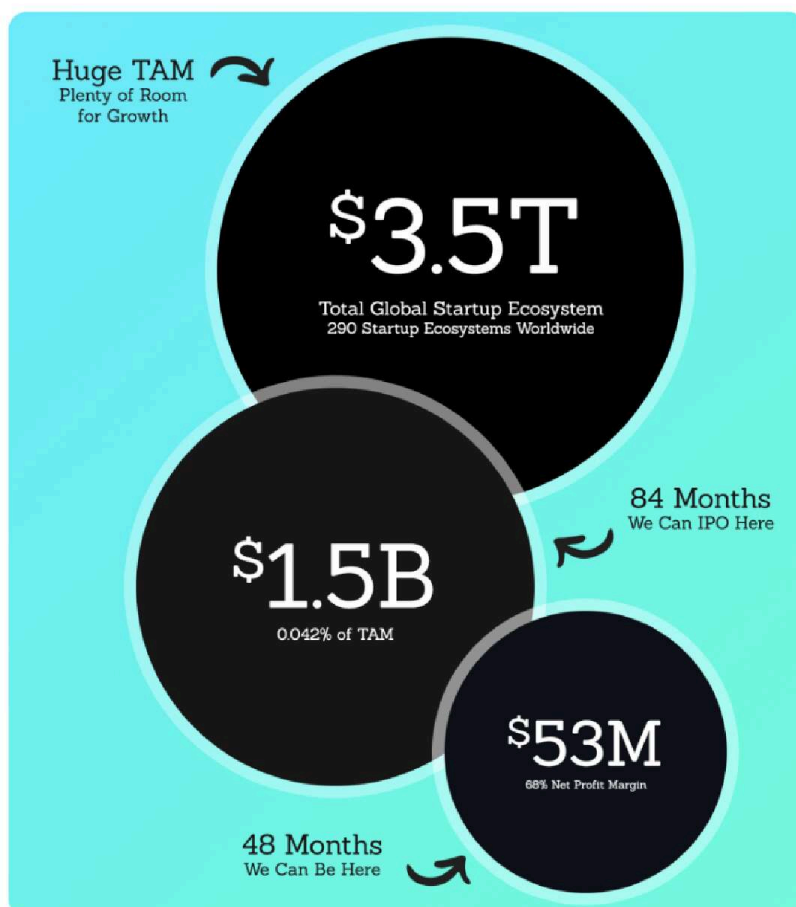 Huge TAM
Plenty of Room
for Growth
$3.5T
Total Global Startup Ecosystem
290 Startup Ecosystems Worldwide
84 Months
We Can IPO Here
$1.5B
0.042% of TAM
$53M
68% Net Profit Margin
48 Months
We Can Be Here